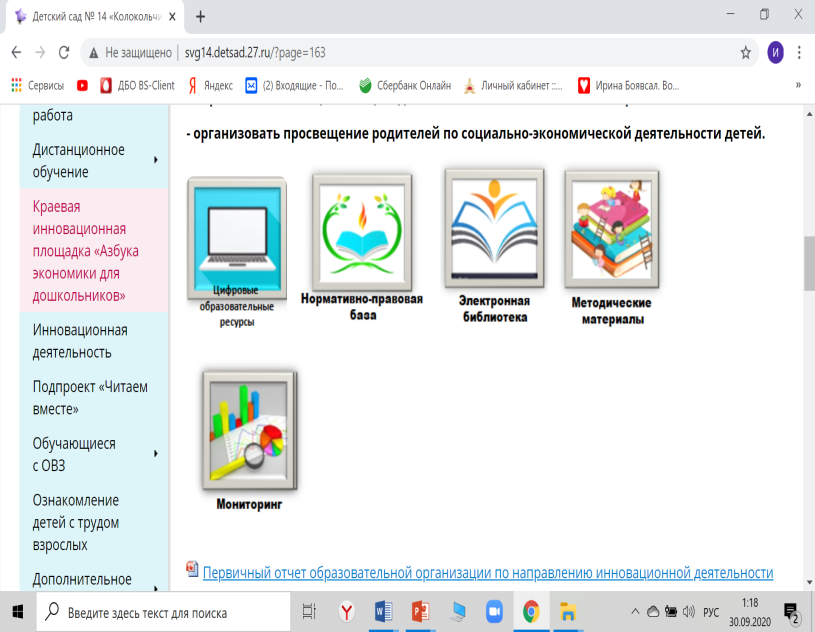 Детский сад № 14 «Колокольчи
Не защищено | svg14.detsad.27.ru/?page=163
И
Сервисы
ДБО BS-Client
Яндекс
(2) Входящие - По...
Сбербанк Онлайн
Личный кабинет ::...
Ирина Боявсал. Во...
»
работа
Дистанционное
обучение
Краевая
инновационная
площадка «Азбука
экономики для
дошкольников»
Инновационная
деятельность
Подпроект «Читаем
вместе»
Обучающиеся
с ОВЗ
Ознакомление
детей с трудом
взрослых
Дополнительное
- организовать просвещение родителей по социально-экономической деятельности детей.
Цифровые
образовательные
ресурсы
Нормативно-правовая
база
Электронная
библиотека
Методические
материалы
Мониторинг
Первичный отчет образовательной организации по направлению инновационной деятельности
Введите здесь текст для поиска
РУС
1:18
30.09.2020
2